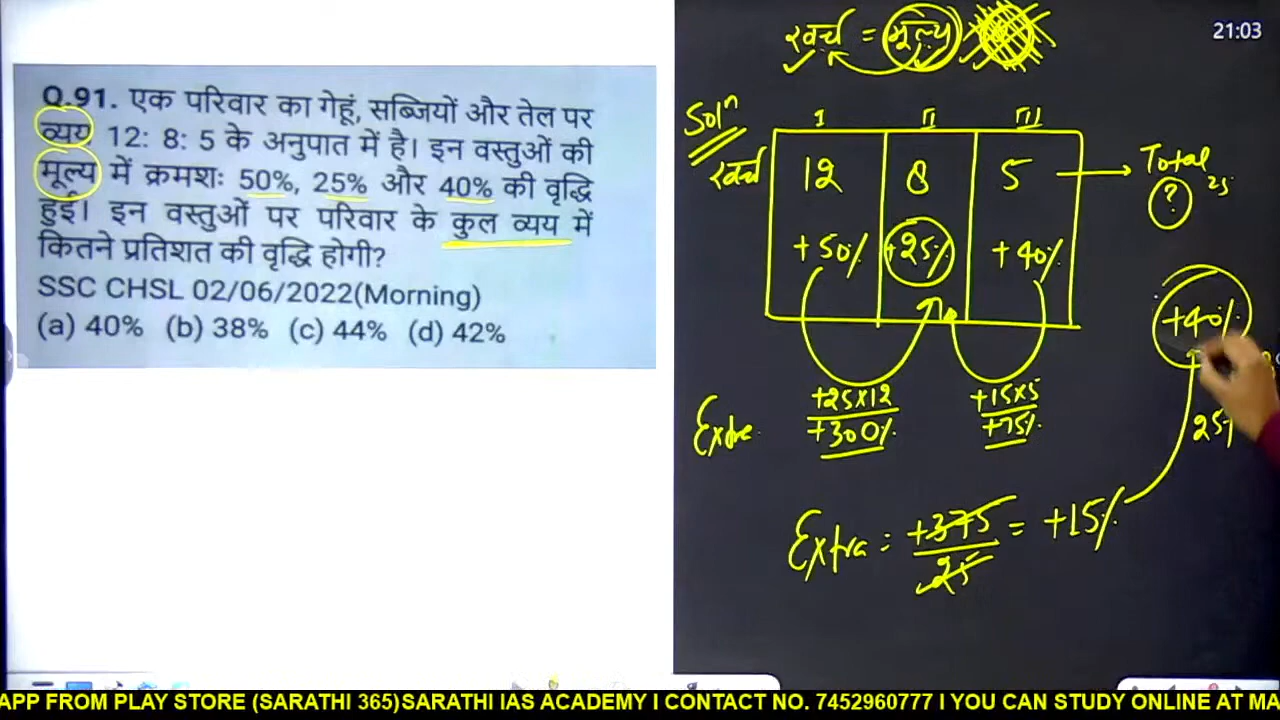 21:03
Q.91. एक परिवार का गेहूं, सब्जियों और तेल पर
व्यय 12: 8: 5 के अनुपात में है। इन वस्तुओं की
मूल्य में क्रमशः 50%, 25% और 40% की वृद्धि
हुई। इन वस्तुओं पर परिवार के कुल व्यय में
कितने प्रतिशत की वृद्धि होगी?
SSC CHSL 02/06/2022(Morning)
(a) 40% (b) 38% (c) 44% (d) 42%
खर्च = मूल्य
Solⁿ
I II III
खर्च 12 8 5 Total 25
?
+50% +25% +40%
+40%
+25×12 +15×5
Extra +300% +75%
25%
Extra = +375/25 = +15%
APP FROM PLAY STORE (SARATHI 365)SARATHI IAS ACADEMY I CONTACT NO. 7452960777 I YOU CAN STUDY ONLINE AT